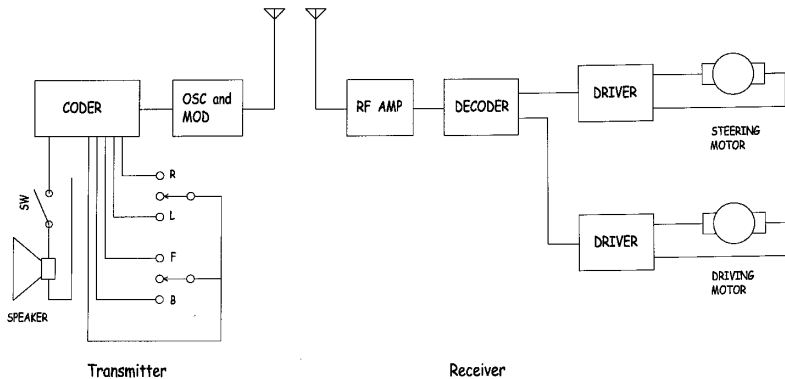 CODER
OSC and
MOD
RF AMP
DECODER
DRIVER
STEERING
MOTOR
SW
R
L
F
B
SPEAKER
DRIVER
DRIVING
MOTOR
Transmitter
Receiver